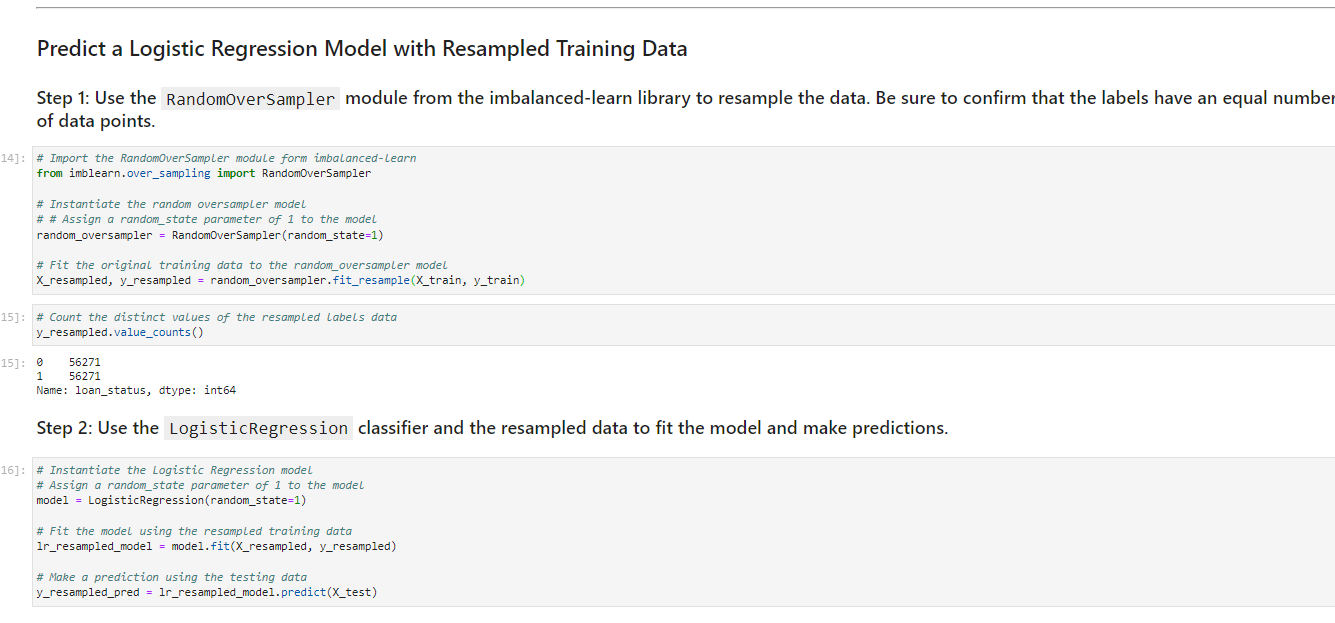 Predict a Logistic Regression Model with Resampled Training Data
Step 1: Use the RandomOverSampler module from the imbalanced-learn library to resample the data. Be sure to confirm that the labels have an equal number
of data points.
14]: # Import the RandomOverSampler module form imbalanced-learn
from imblearn.over_sampling import RandomOverSampler
# Instantiate the random oversampler model
# # Assign a random_state parameter of 1 to the model
random_oversampler = RandomOverSampler(random_state=1)
# Fit the original training data to the random_oversampler model
X_resampled, y_resampled = random_oversampler.fit_resample(X_train, y_train)
15]: # Count the distinct values of the resampled labels data
y_resampled.value_counts()
15]: 0 56271
1 56271
Name: loan_status, dtype: int64
Step 2: Use the LogisticRegression classifier and the resampled data to fit the model and make predictions.
16]: # Instantiate the Logistic Regression model
# Assign a random_state parameter of 1 to the model
model = LogisticRegression(random_state=1)
# Fit the model using the resampled training data
lr_resampled_model = model.fit(X_resampled, y_resampled)
# Make a prediction using the testing data
y_resampled_pred = lr_resampled_model.predict(X_test)